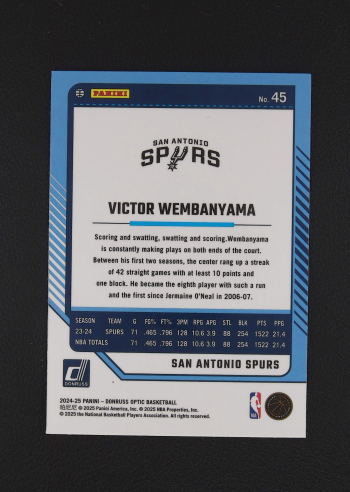 PANINI
No. 45
SAN ANTONIO
SPURS
VICTOR WEMBANYAMA
Scoring and swatting, swatting and scoring.Wembanyama
is constantly making plays on both ends of the court.
Between his first two seasons, the center rang up a streak
of 42 straight games with at least 10 points and
one block. He became the eighth player with such a run
and the first since Jermaine O'Neal in 2006-07.
SEASON TEAM G FG% FT% 3PM RPG APG STL BLK PTS PPG
23-24 SPURS 71 .465 .796 128 10.6 3.9 88 254 1522 21.4
NBA TOTALS 71 .465 .796 128 10.6 3.9 88 254 1522 21.4
SAN ANTONIO SPURS
DONRUSS
2024-25 PANINI – DONRUSS OPTIC BASKETBALL
帕尼尼 © 2025 Panini America, Inc. © 2025 NBA Properties, Inc.
© 2025 the National Basketball Players Association. All rights reserved.
NBA